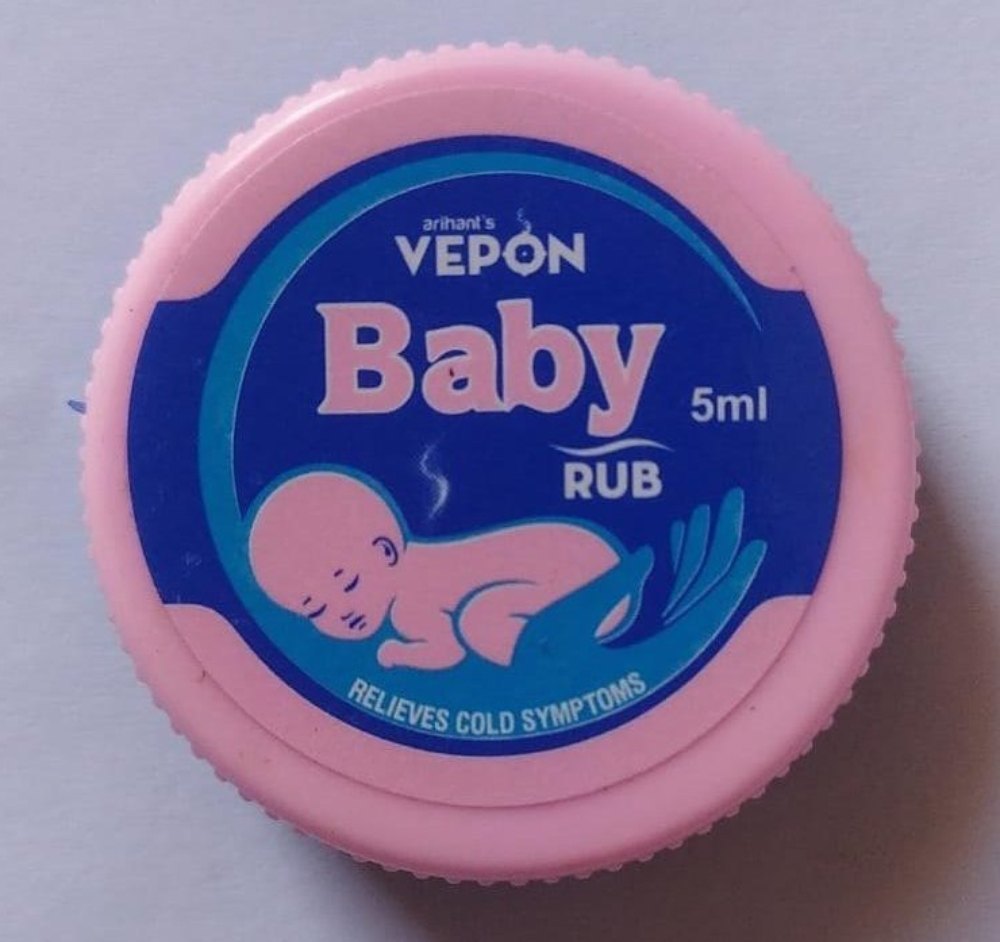 arihant's
VEPON
Baby
5ml
RUB
RELIEVES COLD SYMPTOMS